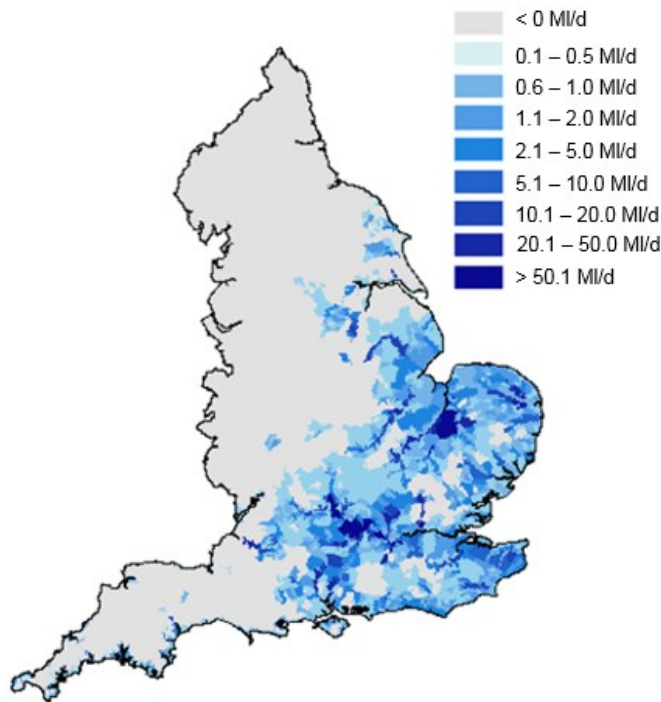 < 0 Ml/d
0.1 – 0.5 Ml/d
0.6 – 1.0 Ml/d
1.1 – 2.0 Ml/d
2.1 – 5.0 Ml/d
5.1 – 10.0 Ml/d
10.1 – 20.0 Ml/d
20.1 – 50.0 Ml/d
> 50.1 Ml/d